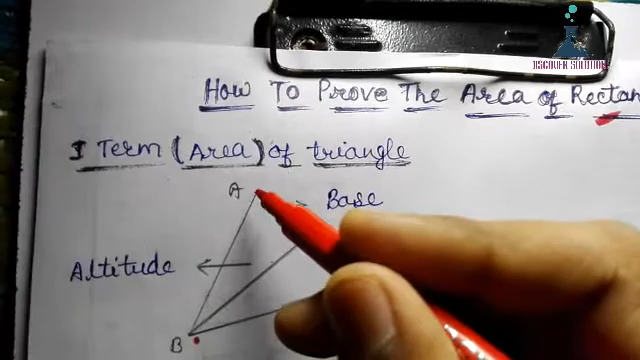 DISCOVER SOLUTION
How To Prove The Area of Rectan
I Term (Area) of triangle
A
Base
Altitude
B